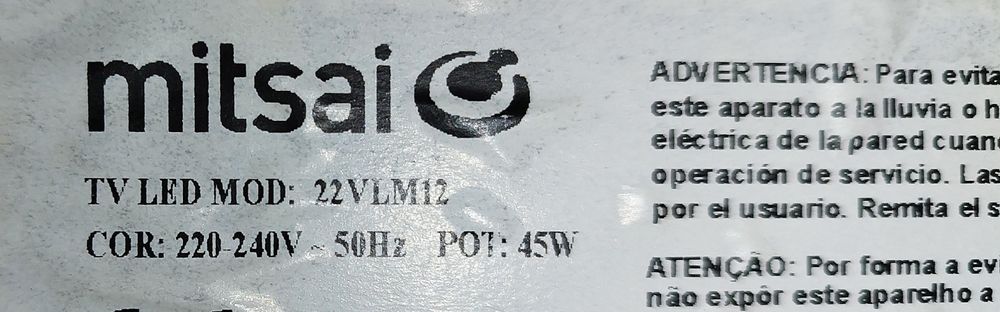 mitsai
TV LED MOD: 22VLM12
COR: 220-240V ~ 50Hz POT: 45W
ADVERTENCIA: Para evita
este aparato a la lluvia o h
eléctrica de la pared cuan
operación de servicio. Las
por el usuario. Remita el s
ATENÇÃO: Por forma a evi
não expôr este aparelho a